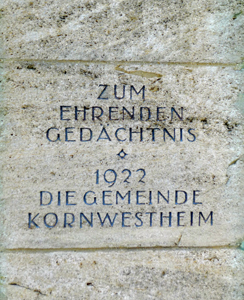 ZUM
EHRENDEN
GEDÄCHTNIS
1922
DIE GEMEINDE
KORNWESTHEIM